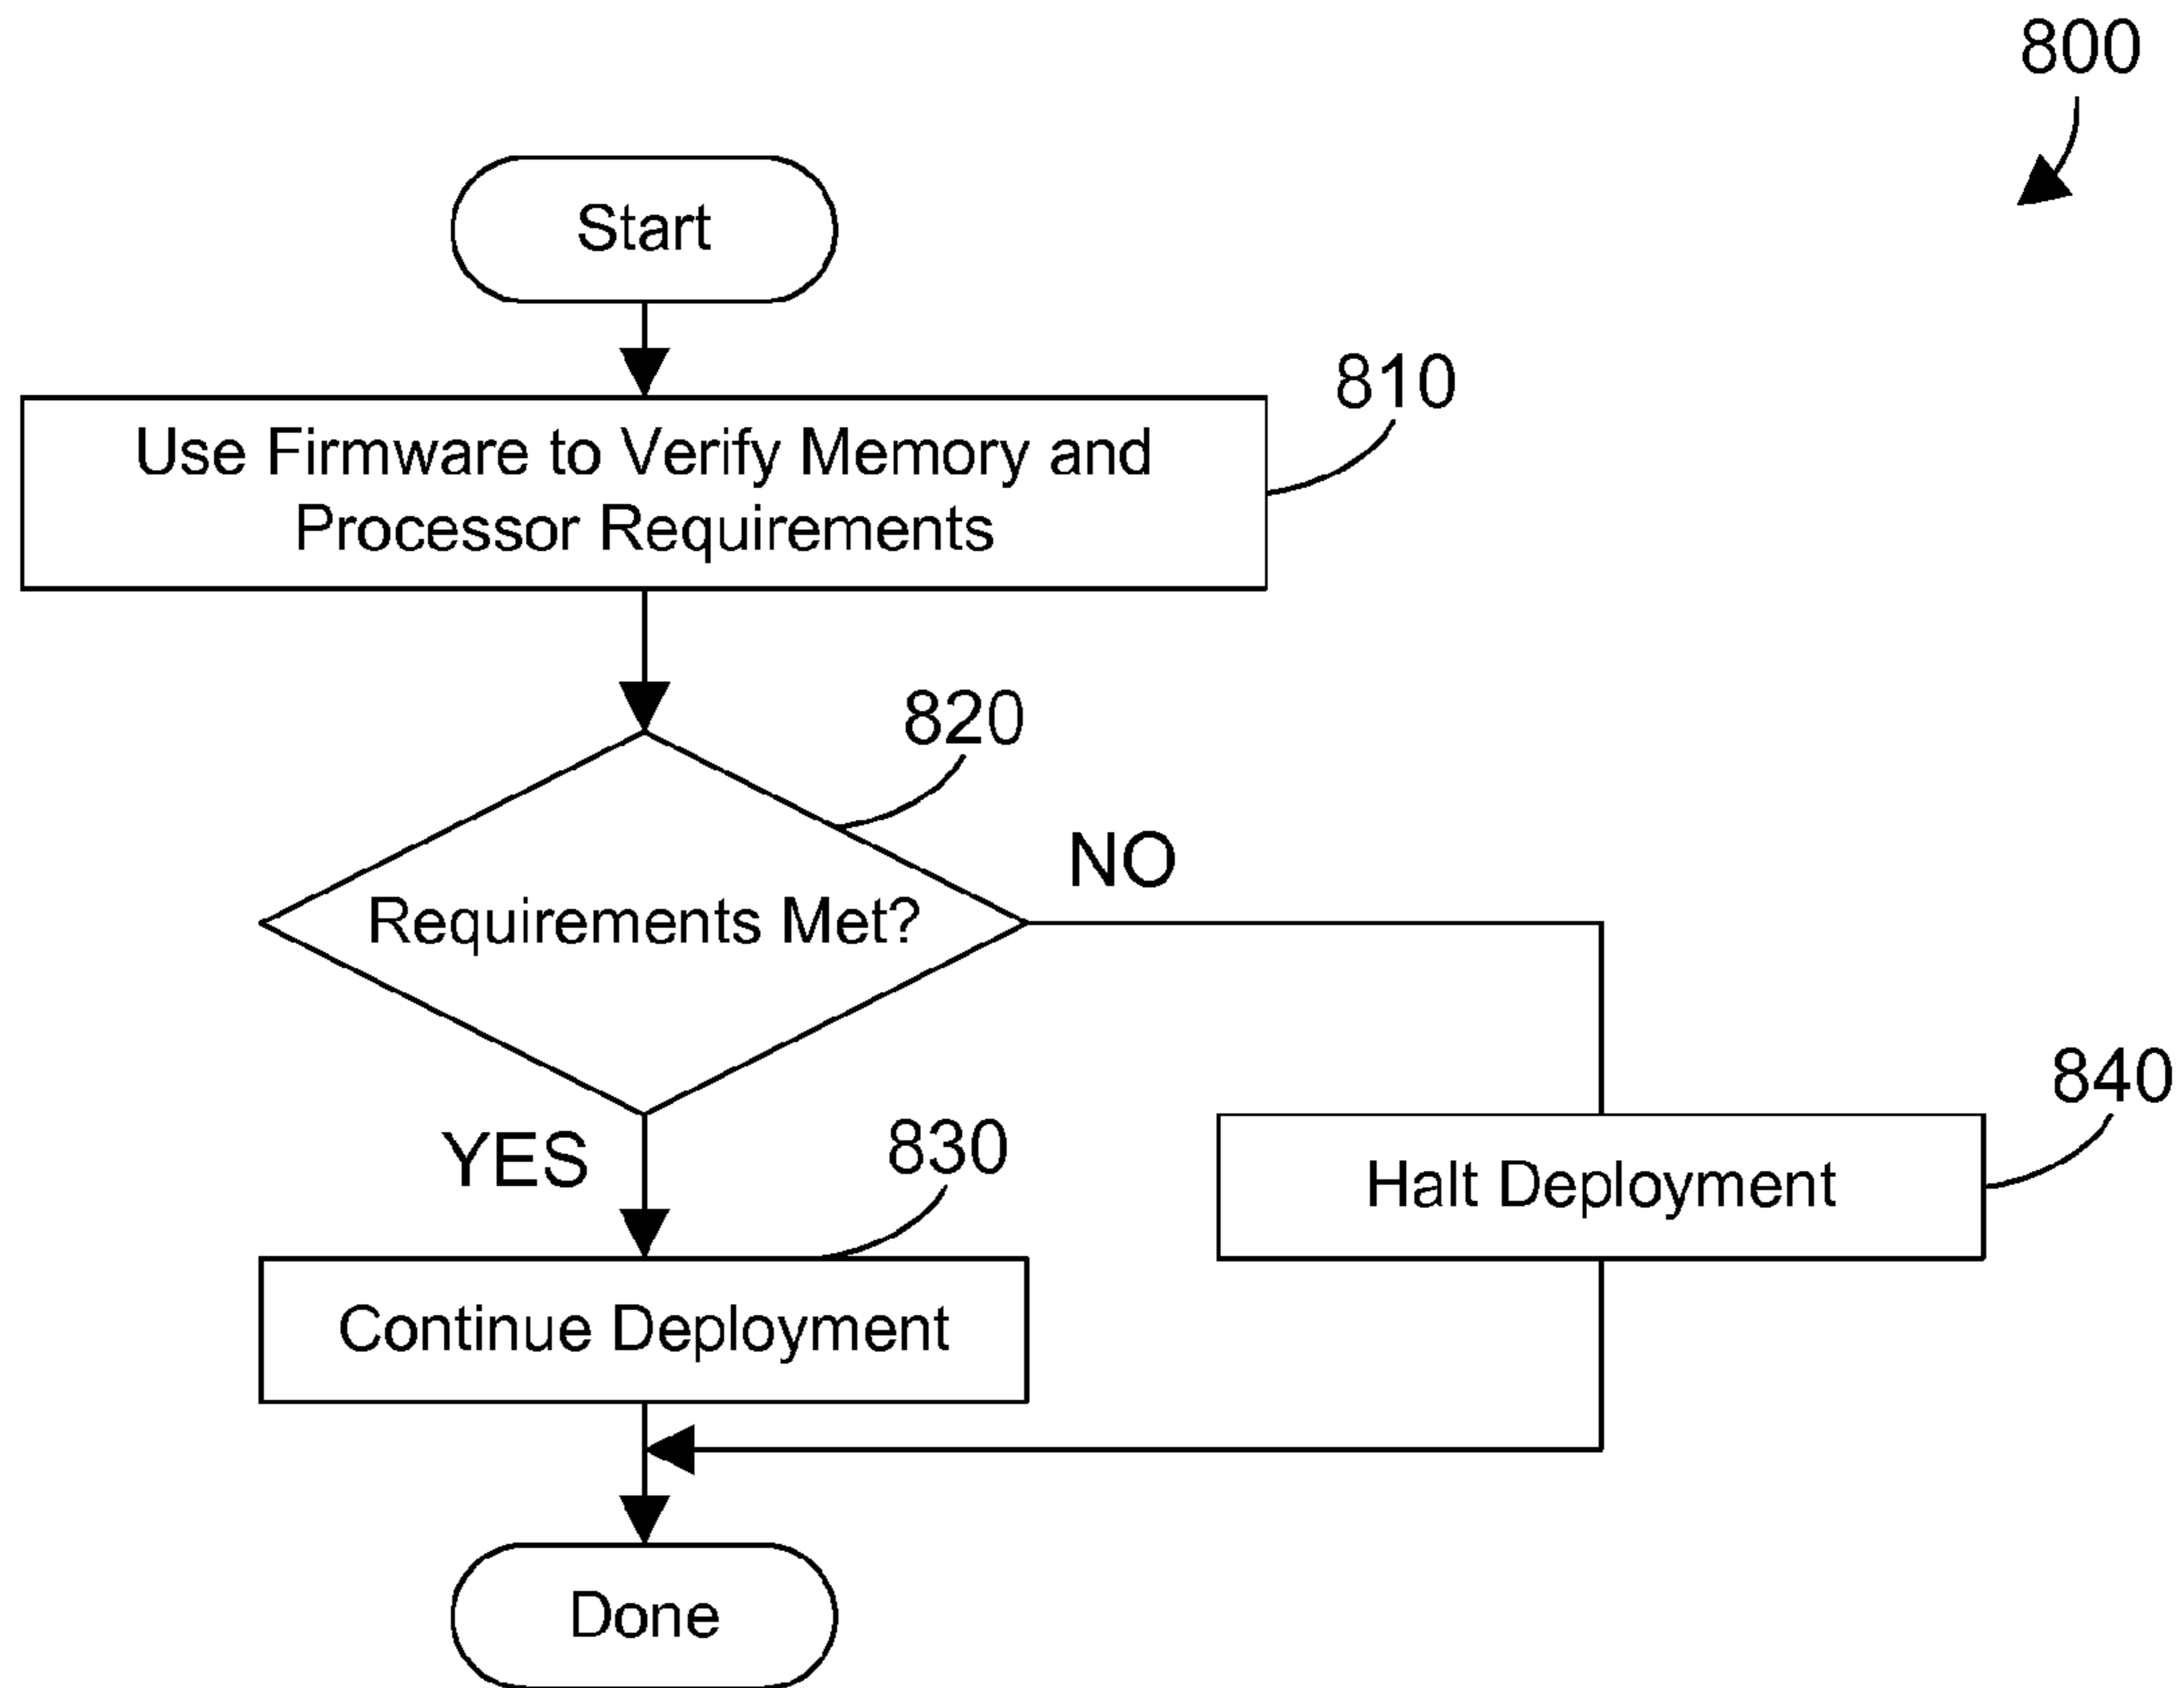 800
Start
810
Use Firmware to Verify Memory and
Processor Requirements
820
NO
Requirements Met?
YES
830
840
Halt Deployment
Continue Deployment
Done